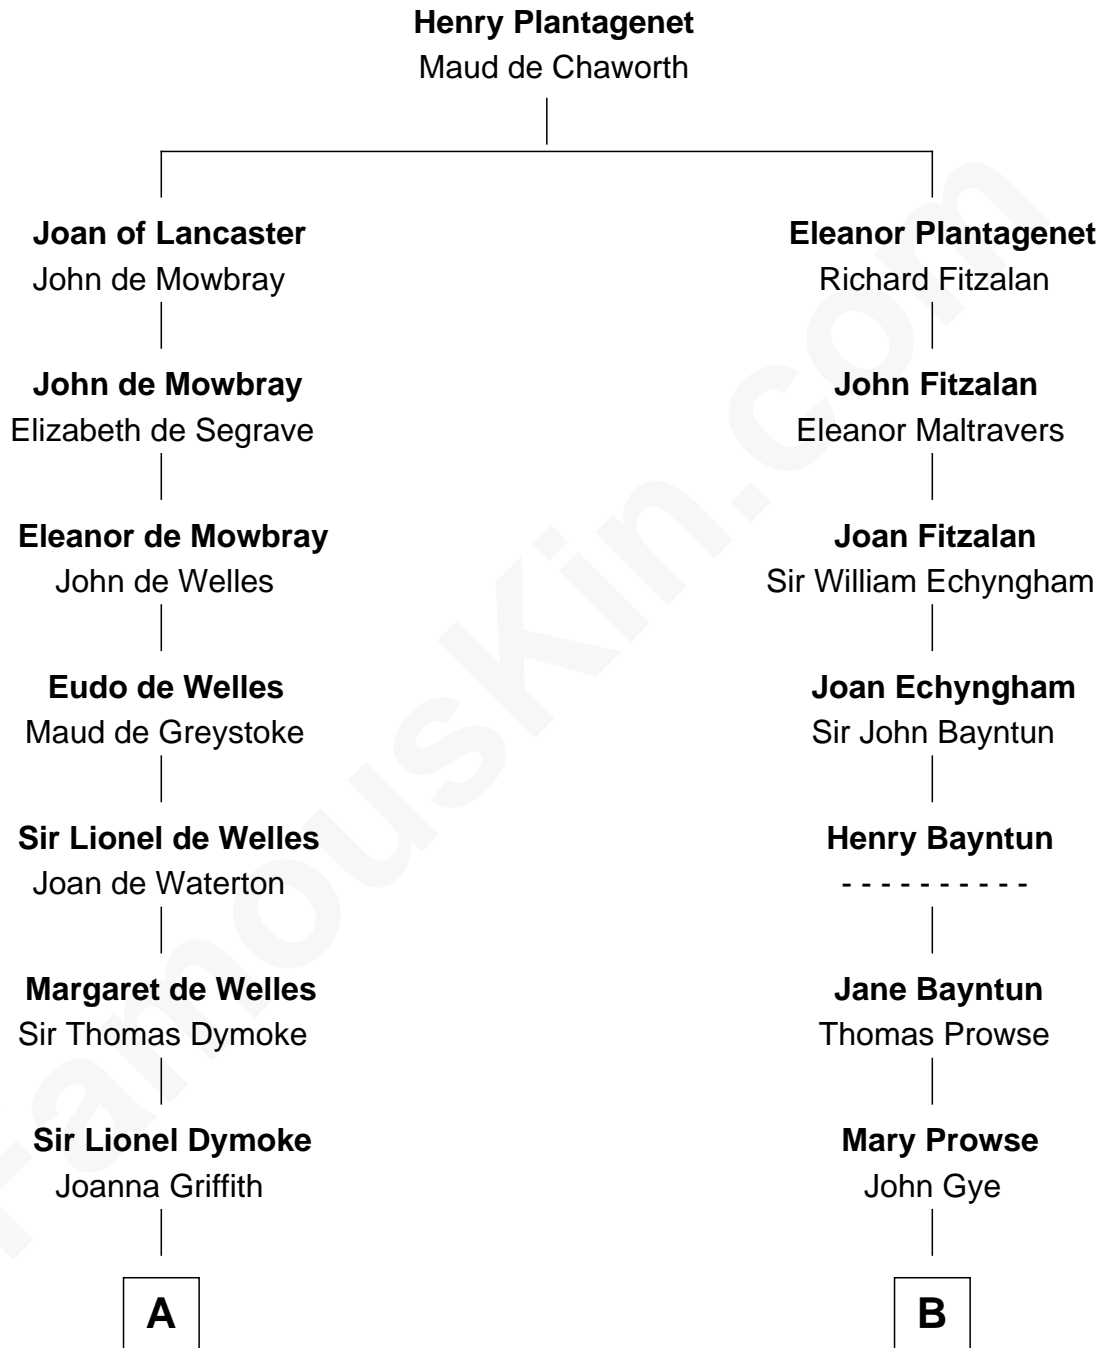 Henry Plantagenet
Maud de Chaworth
Joan of Lancaster
John de Mowbray
Eleanor Plantagenet
Richard Fitzalan
John de Mowbray
Elizabeth de Segrave
John Fitzalan
Eleanor Maltravers
Eleanor de Mowbray
John de Welles
Joan Fitzalan
Sir William Echyngham
Eudo de Welles
Maud de Greystoke
Joan Echyngham
Sir John Bayntun
Sir Lionel de Welles
Joan de Waterton
Henry Bayntun
- - - - - - - - - -
Margaret de Welles
Sir Thomas Dymoke
Jane Bayntun
Thomas Prowse
Sir Lionel Dymoke
Joanna Griffith
Mary Prowse
John Gye
A
B
FamousKin.com